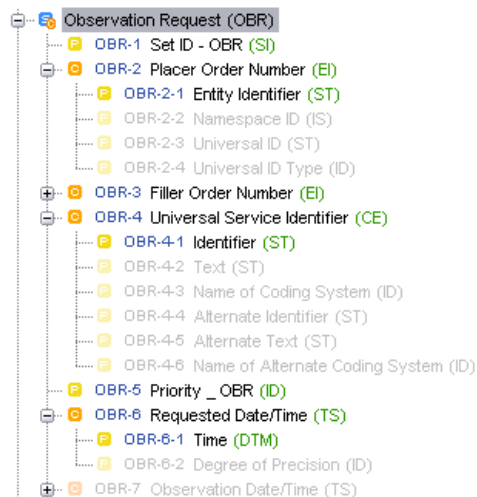 Observation Request (OBR)
OBR-1 Set ID - OBR (SI)
OBR-2 Placer Order Number (EI)
OBR-2-1 Entity Identifier (ST)
OBR-2-2 Namespace ID (IS)
OBR-2-3 Universal ID (ST)
OBR-2-4 Universal ID Type (ID)
OBR-3 Filler Order Number (EI)
OBR-4 Universal Service Identifier (CE)
OBR-4-1 Identifier (ST)
OBR-4-2 Text (ST)
OBR-4-3 Name of Coding System (ID)
OBR-4-4 Alternate Identifier (ST)
OBR-4-5 Alternate Text (ST)
OBR-4-6 Name of Alternate Coding System (ID)
OBR-5 Priority _ OBR (ID)
OBR-6 Requested Date/Time (TS)
OBR-6-1 Time (DTM)
OBR-6-2 Degree of Precision (ID)
OBR-7 Observation Date/Time (TS)